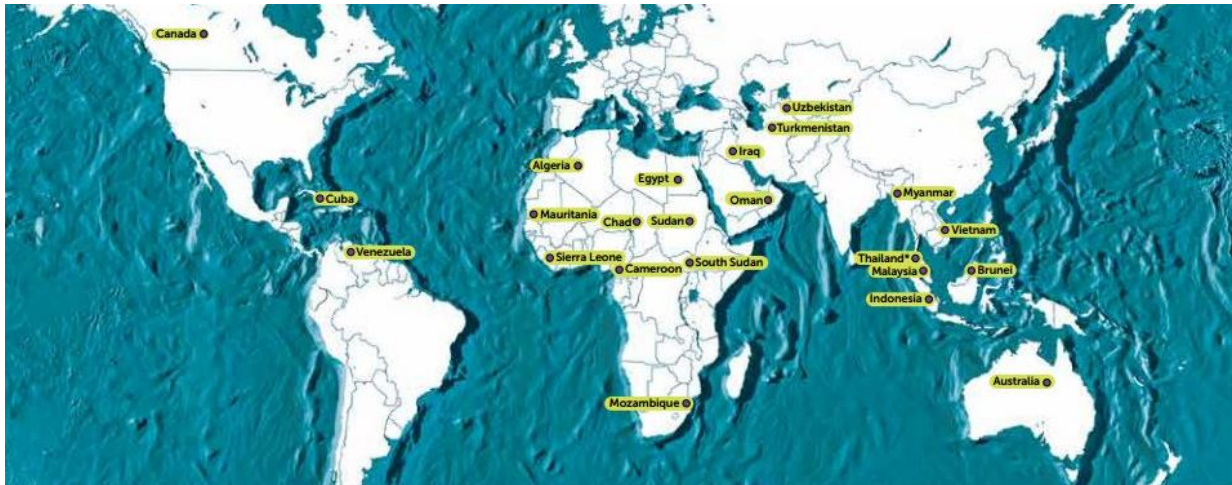 Canada
Uzbekistan
Turkmenistan
Iraq
Algeria
Egypt
Myanmar
Cuba
Oman
Mauritania
Chad
Sudan
Vietnam
Venezuela
Sierra Leone
South Sudan
Thailand*
Cameroon
Malaysia
Brunei
Indonesia
Australia
Mozambique